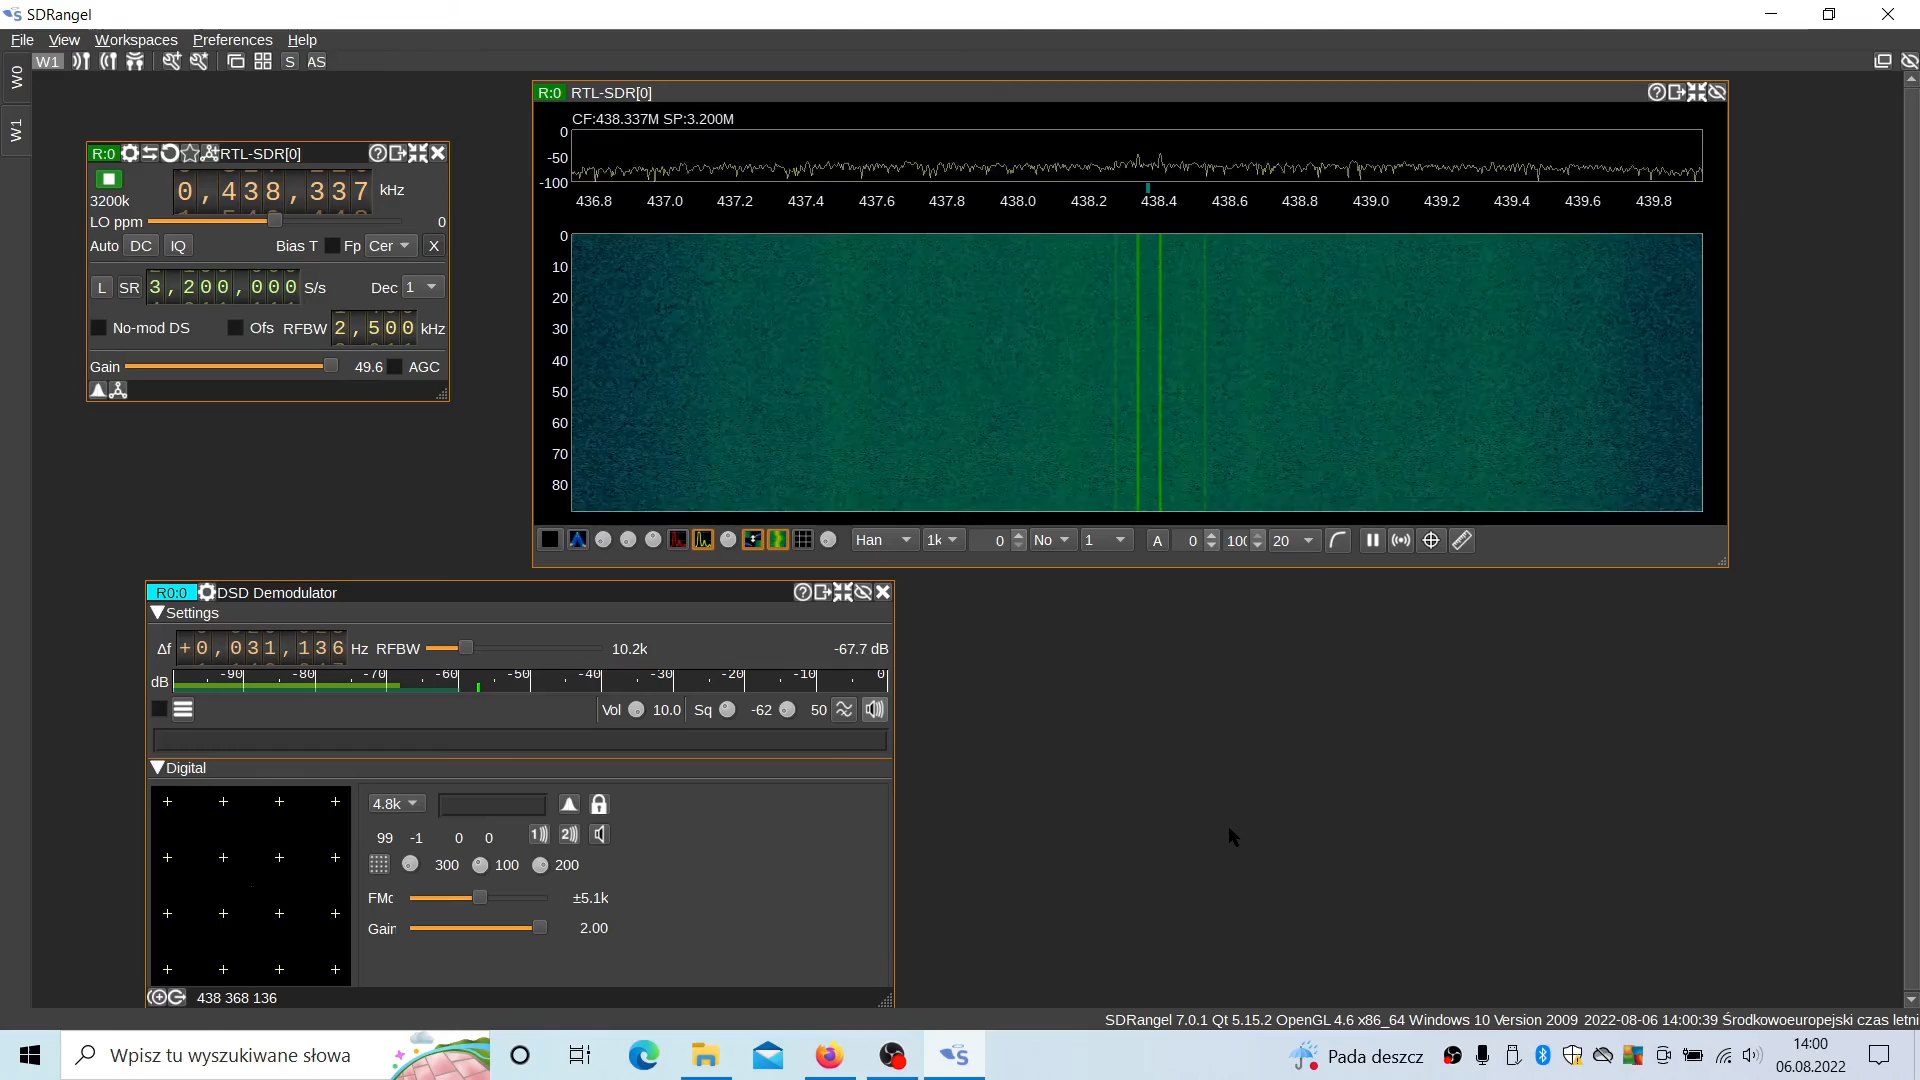 SDRangel
File View Workspaces Preferences Help
W1 S AS
W0
W1
R:0 RTL-SDR[0]
CF:438.337M SP:3.200M
0
-50
-100
436.8 437.0 437.2 437.4 437.6 437.8 438.0 438.2 438.4 438.6 438.8 439.0 439.2 439.4 439.6 439.8
0
10
20
30
40
50
60
70
80
Han 1k 0 No 1 A 0 100 20
R:0 RTL-SDR[0]
3200k 0,438,337 kHz
LO ppm 0
Auto DC IQ Bias T Fp Cer X
L SR 3,200,000 S/s Dec 1
No-mod DS Ofs RFBW 2,500 kHz
Gain 49.6 AGC
R0:0 DSD Demodulator
Settings
Δf +0,031,136 Hz RFBW 10.2k -67.7 dB
dB -90 -80 -70 -60 -50 -40 -30 -20 -10 0
Vol 10.0 Sq -62 50
Digital
4.8k
99 -1 0 0 1 2
300 100 200
FMd ±5.1k
Gain 2.00
438 368 136
SDRangel 7.0.1 Qt 5.15.2 OpenGL 4.6 x86_64 Windows 10 Version 2009 2022-08-06 14:00:39 Środkowoeuropejski czas letni
Wpisz tu wyszukiwane słowa
Pada deszcz
14:00
06.08.2022